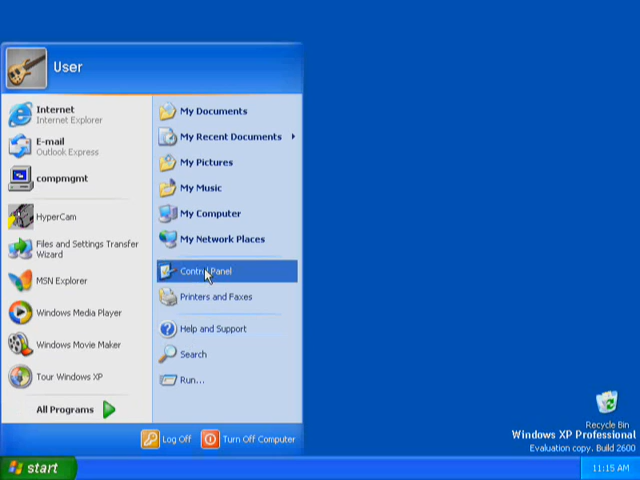 User
Internet
Internet Explorer
E-mail
Outlook Express
compmgmt
HyperCam
Files and Settings Transfer
Wizard
MSN Explorer
Windows Media Player
Windows Movie Maker
Tour Windows XP
All Programs
My Documents
My Recent Documents
My Pictures
My Music
My Computer
My Network Places
Control Panel
Printers and Faxes
Help and Support
Search
Run...
Log Off
Turn Off Computer
Recycle Bin
Windows XP Professional
Evaluation copy. Build 2600
start
11:15 AM